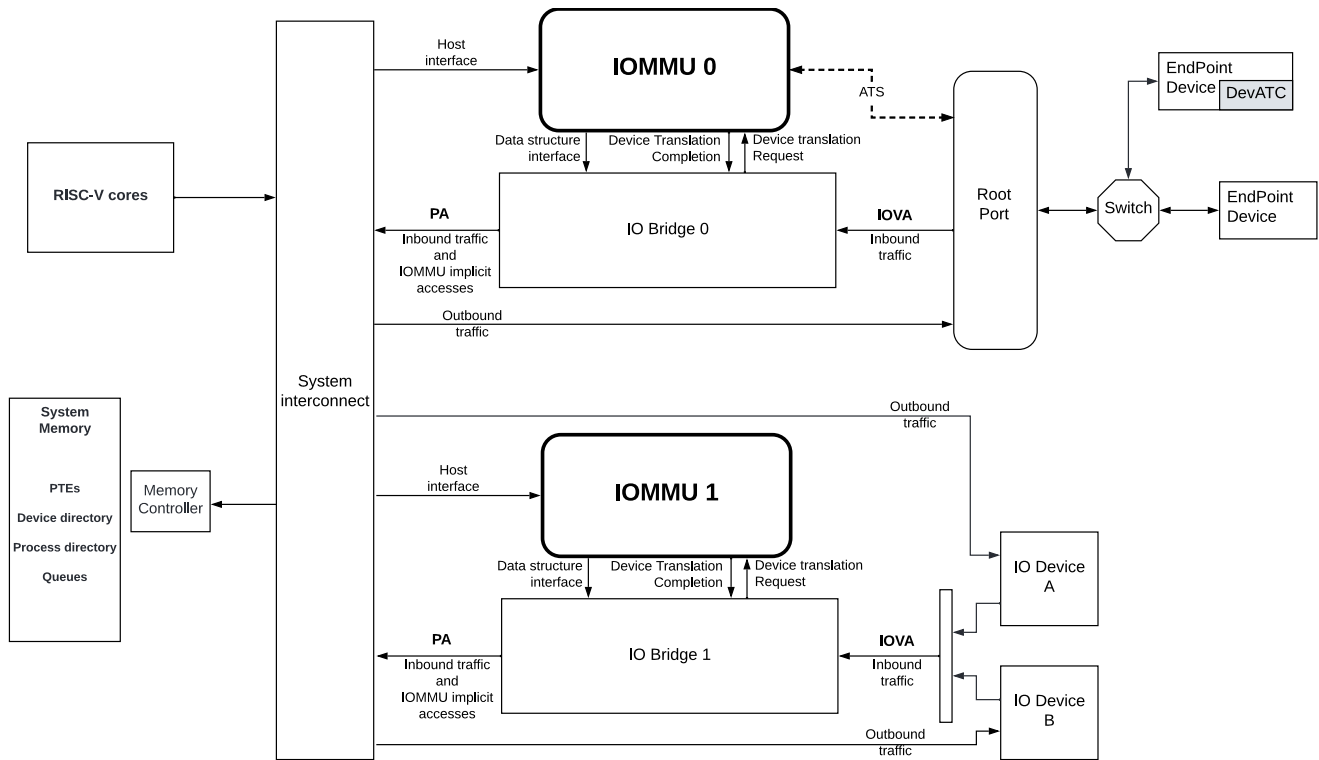 Host
interface
IOMMU 0
ATS
EndPoint
Device
DevATC
Data structure
interface
Device Translation
Completion
Device translation
Request
RISC-V cores
PA
Inbound traffic
and
IOMMU implicit
accesses
IO Bridge 0
IOVA
Inbound
traffic
Root
Port
Switch
EndPoint
Device
Outbound
traffic
System
interconnect
System
Memory
PTEs
Device directory
Process directory
Queues
Memory
Controller
Outbound
traffic
Host
interface
IOMMU 1
Data structure
interface
Device Translation
Completion
Device translation
Request
IO Device
A
PA
Inbound traffic
and
IOMMU implicit
accesses
IO Bridge 1
IOVA
Inbound
traffic
IO Device
B
Outbound
traffic